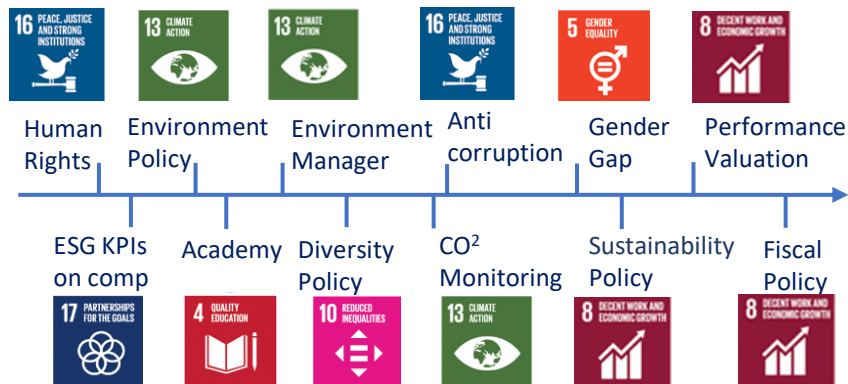 16 PEACE, JUSTICE
AND STRONG
INSTITUTIONS
13 CLIMATE
ACTION
13 CLIMATE
ACTION
16 PEACE, JUSTICE
AND STRONG
INSTITUTIONS
5 GENDER
EQUALITY
8 DECENT WORK AND
ECONOMIC GROWTH
Human
Rights
Environment
Policy
Environment
Manager
Anti
corruption
Gender
Gap
Performance
Valuation
ESG KPIs
on comp
Academy
Diversity
Policy
CO²
Monitoring
Sustainability
Policy
Fiscal
Policy
17 PARTNERSHIPS
FOR THE GOALS
4 QUALITY
EDUCATION
10 REDUCED
INEQUALITIES
13 CLIMATE
ACTION
8 DECENT WORK AND
ECONOMIC GROWTH
8 DECENT WORK AND
ECONOMIC GROWTH